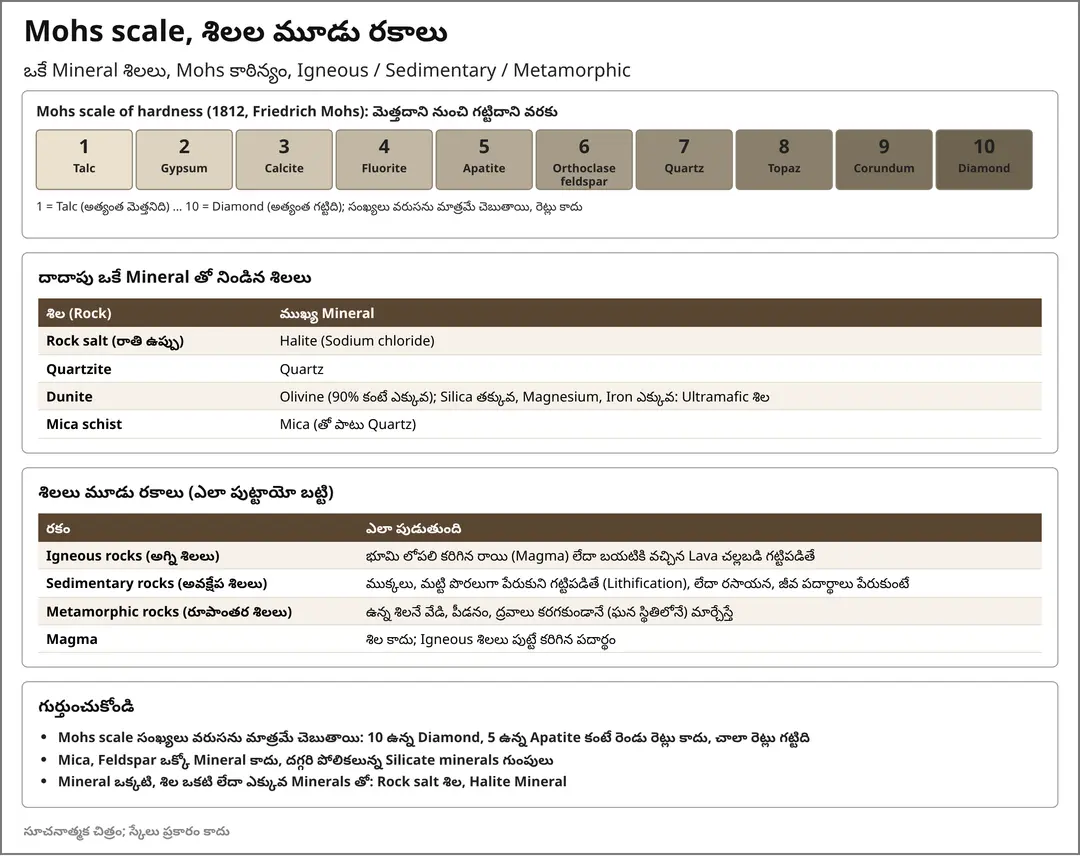 Mohs scale, శిలల మూడు రకాలు
ఒకే Mineral శిలలు, Mohs కాఠిన్యం, Igneous / Sedimentary / Metamorphic
Mohs scale of hardness (1812, Friedrich Mohs): మెత్తదాని నుంచి గట్టిదాని వరకు
1 2 3 4 5 6 7 8 9 10
Talc Gypsum Calcite Fluorite Apatite Orthoclase feldspar Quartz Topaz Corundum Diamond
1 = Talc (అత్యంత మెత్తనిది) ... 10 = Diamond (అత్యంత గట్టిది); సంఖ్యలు వరుసను మాత్రమే చెబుతాయి, రెట్లు కాదు
దాదాపు ఒకే Mineral తో నిండిన శిలలు
శిల (Rock) ముఖ్య Mineral
Rock salt (రాతి ఉప్పు) Halite (Sodium chloride)
Quartzite Quartz
Dunite Olivine (90% కంటే ఎక్కువ); Silica తక్కువ, Magnesium, Iron ఎక్కువ: Ultramafic శిల
Mica schist Mica (తో పాటు Quartz)
శిలలు మూడు రకాలు (ఎలా పుట్టాయో బట్టి)
రకం ఎలా పుడుతుంది
Igneous rocks (అగ్ని శిలలు) భూమి లోపలి కరిగిన రాయి (Magma) లేదా బయటికి వచ్చిన Lava చల్లబడి గట్టిపడితే
Sedimentary rocks (అవక్షేప శిలలు) ముక్కలు, మట్టి పొరలుగా పేరుకుని గట్టిపడితే (Lithification), లేదా రసాయన, జీవ పదార్థాలు పేరుకుంటే
Metamorphic rocks (రూపాంతర శిలలు) ఉన్న శిలనే వేడి, పీడనం, ద్రవాలు కరగకుండానే (ఘన స్థితిలోనే) మార్చేస్తే
Magma శిల కాదు; Igneous శిలలు పుట్టే కరిగిన పదార్థం
గుర్తుంచుకోండి
• Mohs scale సంఖ్యలు వరుసను మాత్రమే చెబుతాయి: 10 ఉన్న Diamond, 5 ఉన్న Apatite కంటే రెండు రెట్లు కాదు, చాలా రెట్లు గట్టిది
• Mica, Feldspar ఒక్కో Mineral కాదు, దగ్గరి పోలికలున్న Silicate minerals గుంపులు
• Mineral ఒక్కటి, శిల ఒకటి లేదా ఎక్కువ Minerals తో: Rock salt శిల, Halite Mineral
సూచనాత్మక చిత్రం; స్కేలు ప్రకారం కాదు